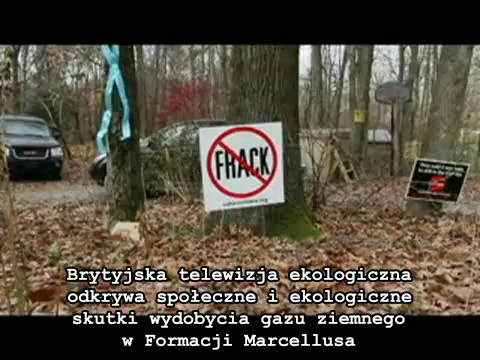 FRACK
Brytyjska telewizja ekologiczna
odkrywa społeczne i ekologiczne
skutki wydobycia gazu ziemnego
w Formacji Marcellusa